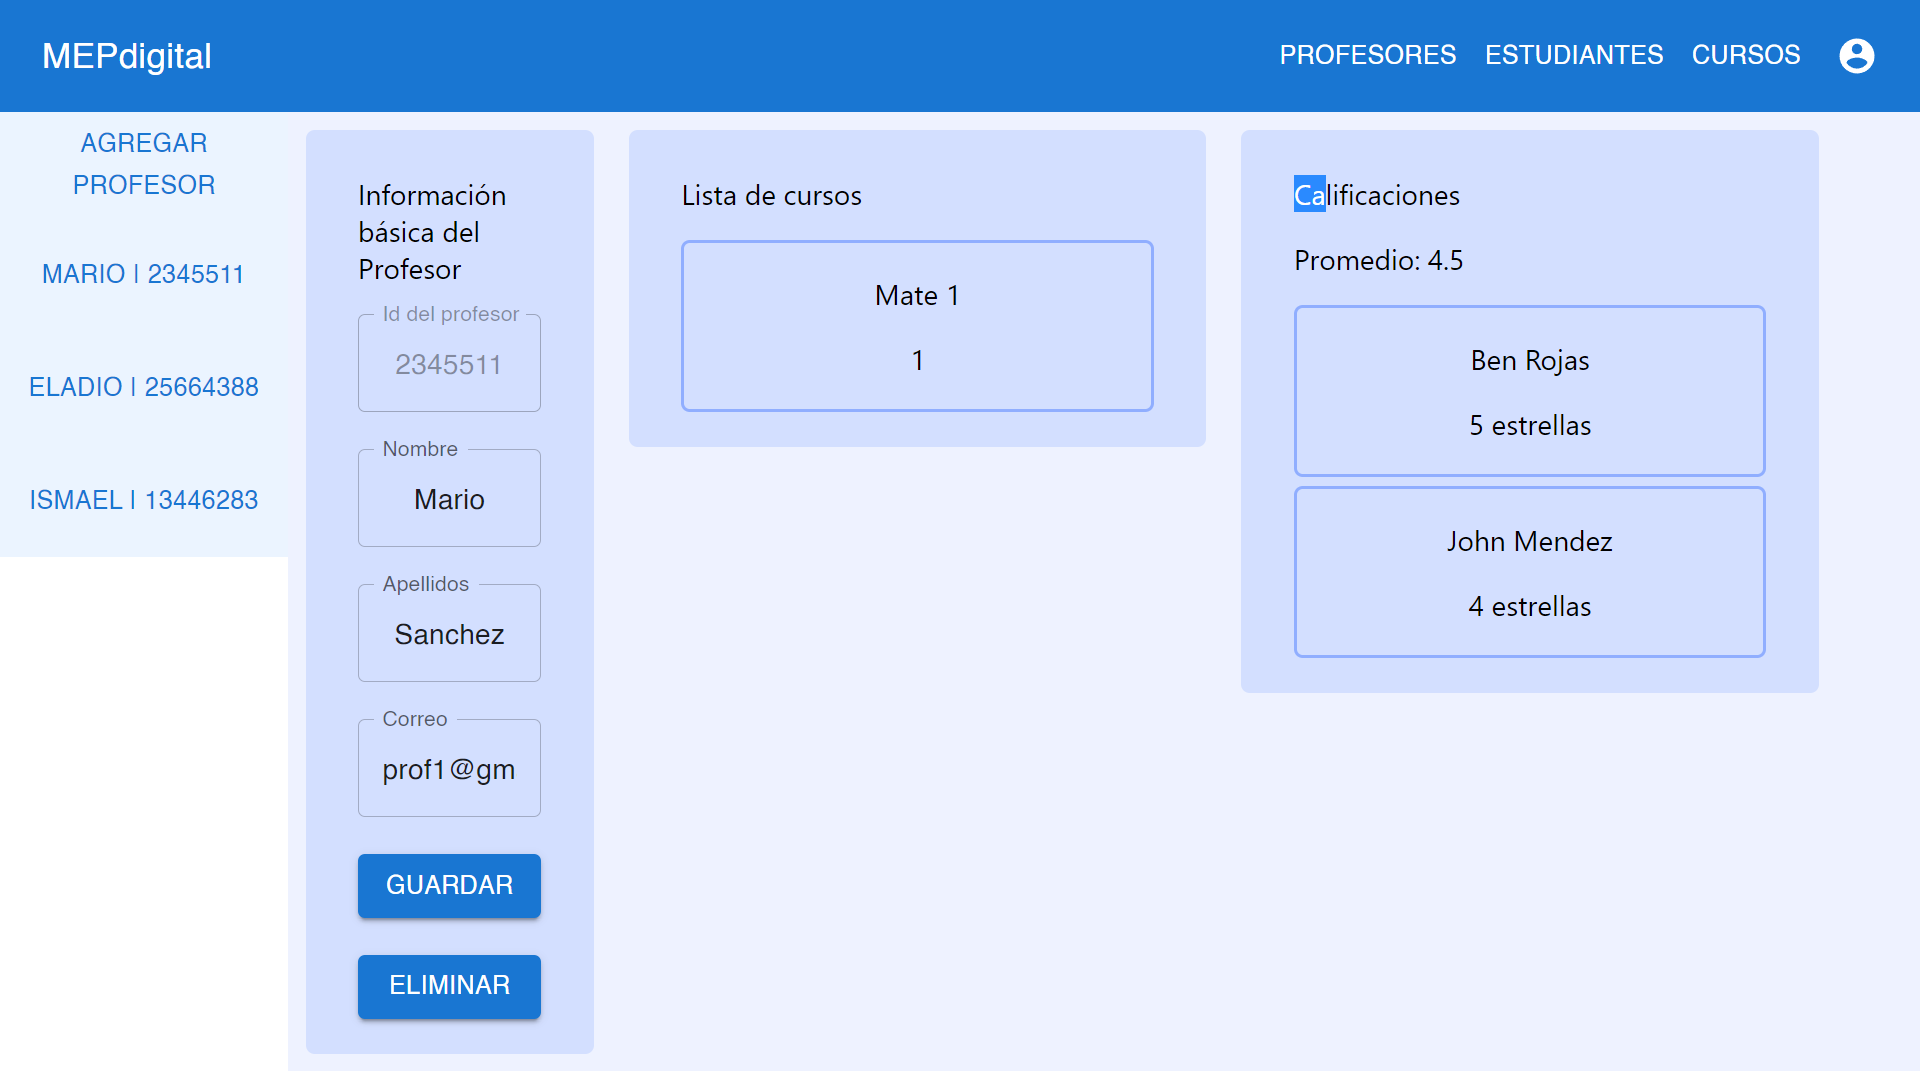 MEPdigital
PROFESORES
ESTUDIANTES
CURSOS
AGREGAR
PROFESOR
MARIO | 2345511
ELADIO | 25664388
ISMAEL | 13446283
Información
básica del
Profesor
Id del profesor
2345511
Nombre
Mario
Apellidos
Sanchez
Correo
prof1@gm
GUARDAR
ELIMINAR
Lista de cursos
Mate 1
1
Calificaciones
Promedio: 4.5
Ben Rojas
5 estrellas
John Mendez
4 estrellas